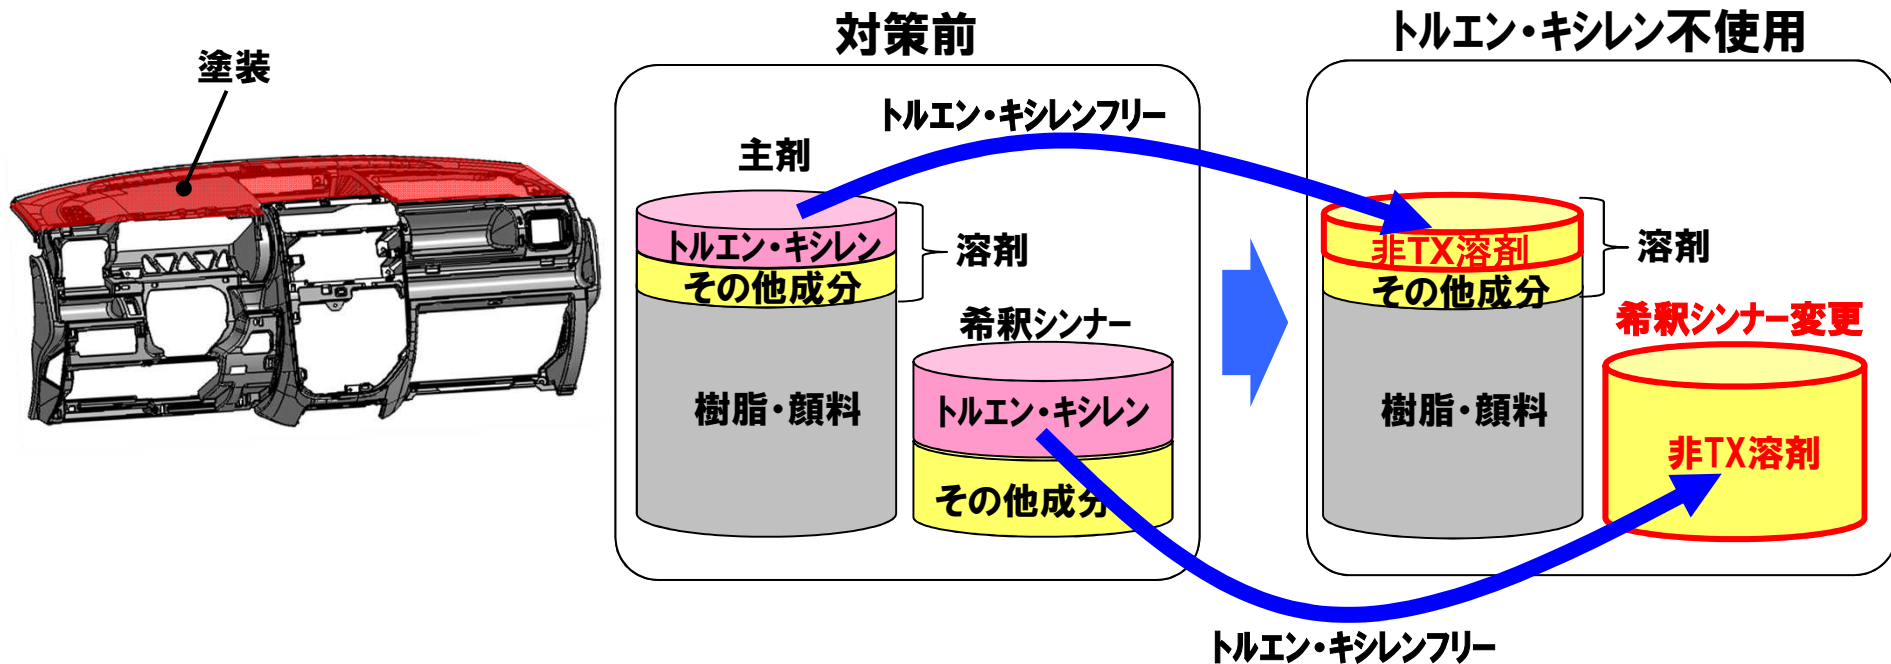 塗装
対策前
トルエン・キシレンフリー
主剤
トルエン・キシレン
その他成分
溶剤
樹脂・顔料
希釈シンナー
トルエン・キシレン
その他成分
トルエン・キシレン不使用
非TX溶剤
その他成分
溶剤
樹脂・顔料
希釈シンナー変更
非TX溶剤
トルエン・キシレンフリー